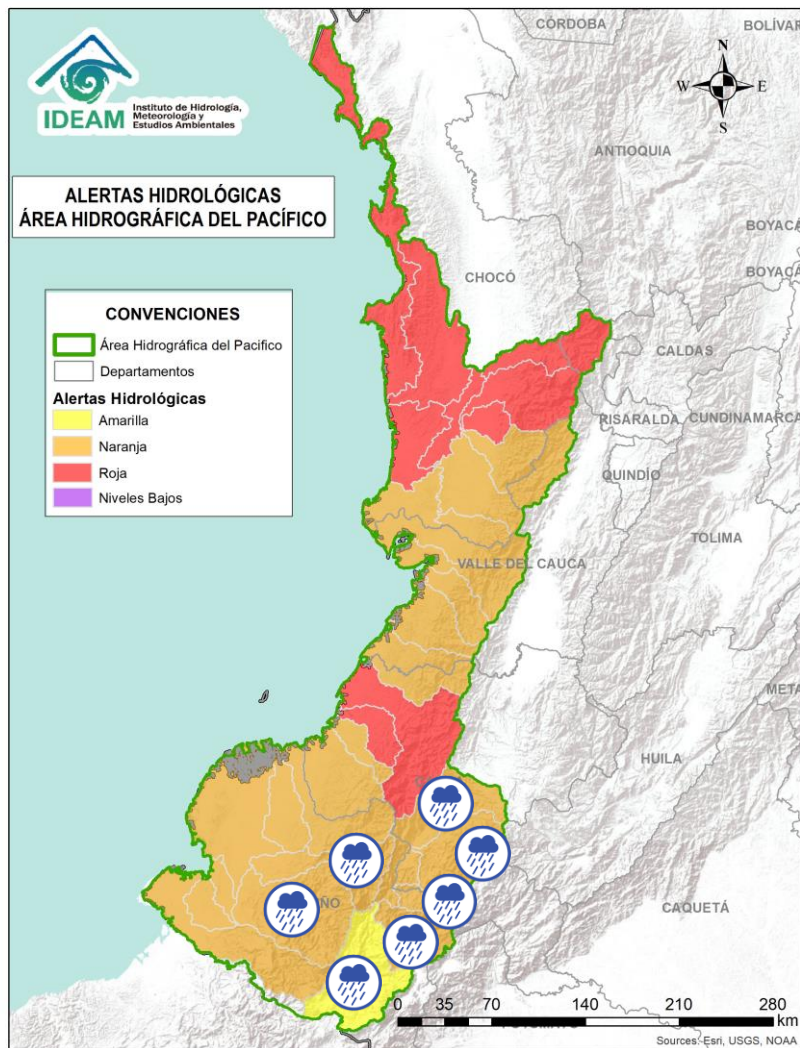 CÓRDOBA
BOLÍVAR
N
W
E
S
IDEAM
Instituto de Hidrología,
Meteorología y
Estudios Ambientales
ANTIOQUIA
ALERTAS HIDROLÓGICAS
ÁREA HIDROGRÁFICA DEL PACÍFICO
BOYACÁ
BOYACÁ
CHOCÓ
CONVENCIONES
Área Hidrográfica del Pacifico
Departamentos
Alertas Hidrológicas
Amarilla
Naranja
Roja
Niveles Bajos
CALDAS
RISARALDA
CUNDINAMARCA
QUINDÍO
TOLIMA
VALLE DEL CAUCA
META
HUILA
CAQUETÁ
0 35 70 140 210 280
km
Sources: Esri, USGS, NOAA